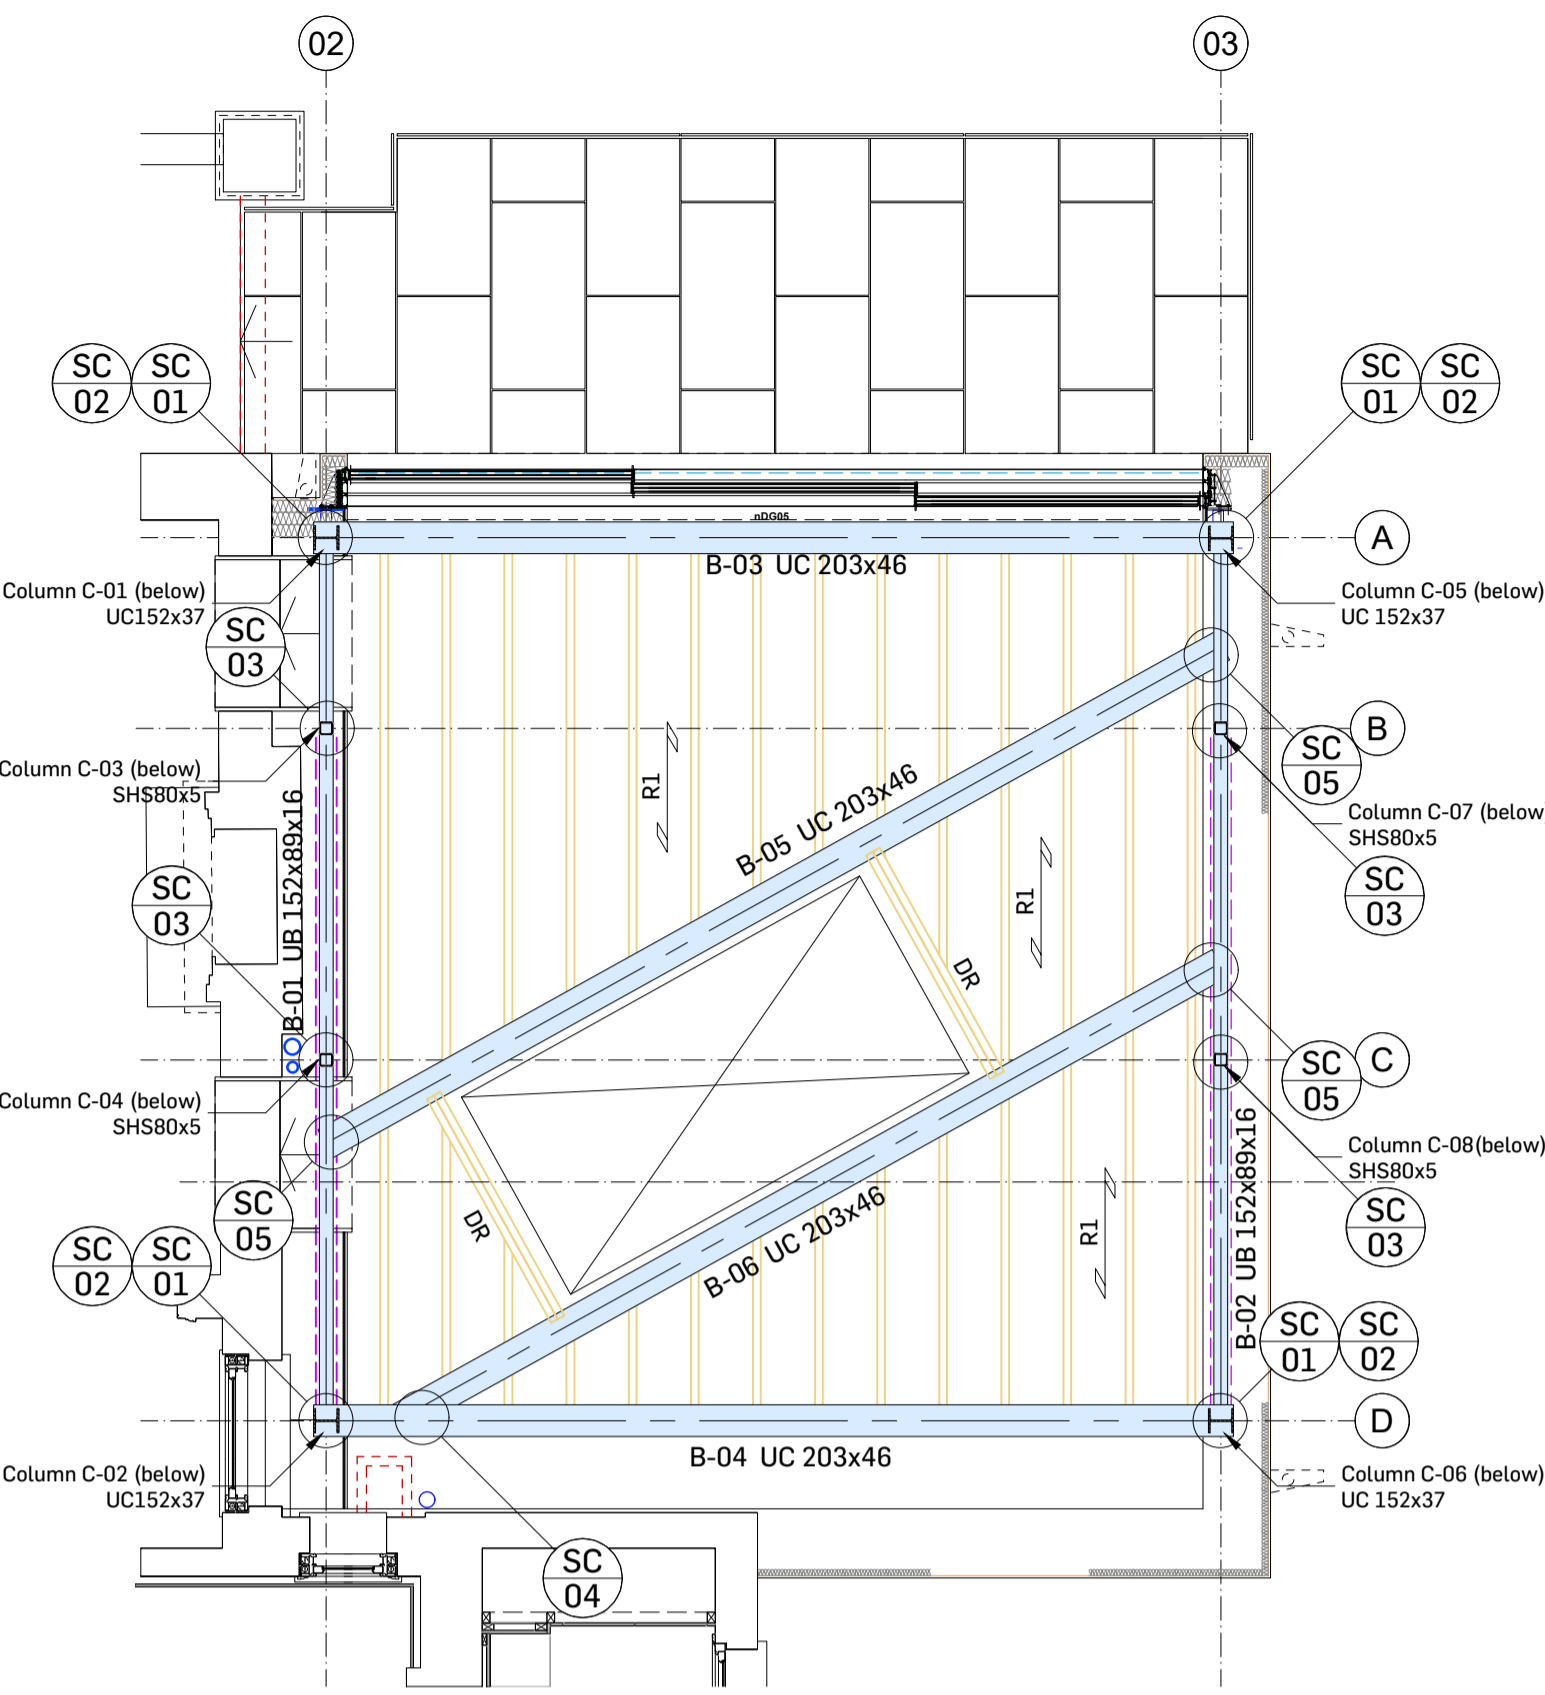 02
03
SC
02
SC
01
SC
01
SC
02
nDG05
A
B-03 UC 203x46
Column C-01 (below)
UC152x37
Column C-05 (below)
UC 152x37
SC
03
B
SC
05
Column C-03 (below)
SHS80x5
R1
B-05 UC 203x46
Column C-07 (below
SHS80x5
SC
03
B-01 UB 152x89x16
SC
03
R1
DR
C
SC
05
Column C-04 (below)
SHS80x5
Column C-08(below)
SHS80x5
SC
05
DR
B-06 UC 203x46
R1
SC
03
SC
02
SC
01
B-02 UB 152x89x16
SC
01
SC
02
D
B-04 UC 203x46
Column C-02 (below)
UC152x37
Column C-06 (below)
UC 152x37
SC
04